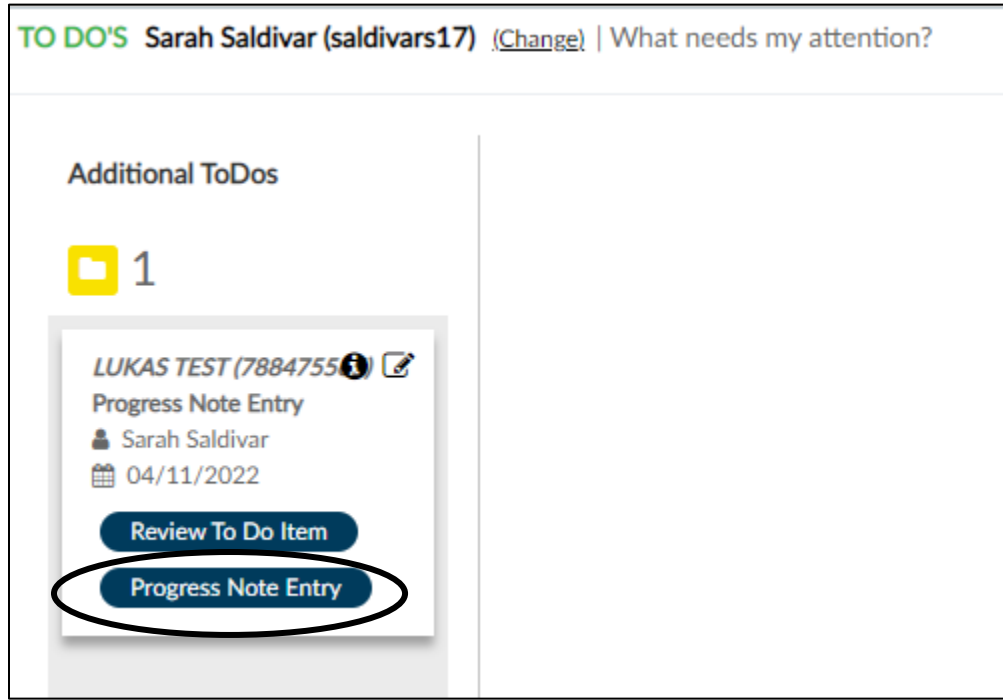 TO DO'S Sarah Saldivar (saldivars17) (Change) | What needs my attention?
Additional ToDos
1
LUKAS TEST (7884755
Progress Note Entry
Sarah Saldivar
04/11/2022
Review To Do Item
Progress Note Entry